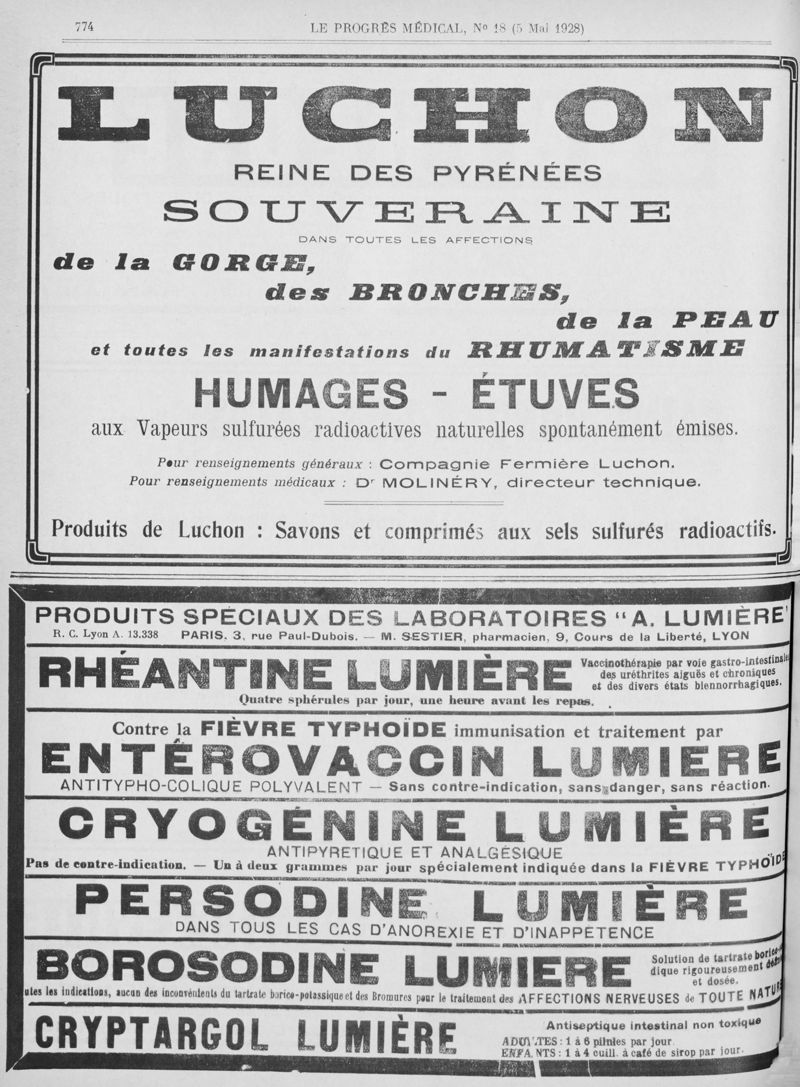 774
LE PROGRÈS MÉDICAL, No 18 (5 Mai 1928)
LUCHON
REINE DES PYRÉNÉES
SOUVERAINE
DANS TOUTES LES AFFECTIONS
de la GORGE,
des BRONCHES,
de la PEAU
et toutes les manifestations du RHUMATISME
HUMAGES - ÉTUVES
aux Vapeurs sulfurées radioactives naturelles spontanément émises.
Pour renseignements généraux : Compagnie Fermière Luchon.
Pour renseignements médicaux : Dr MOLINÉRY, directeur technique.
Produits de Luchon : Savons et comprimés aux sels sulfurés radioactifs.
PRODUITS SPÉCIAUX DES LABORATOIRES "A. LUMIÈRE"
R. C. Lyon A. 13.338 PARIS. 3, rue Paul-Dubois. — M. SESTIER, pharmacien, 9, Cours de la Liberté, LYON
RHÉANTINE LUMIÈRE
Vaccinothérapie par voie gastro-intestinale
des uréthrites aiguës et chroniques
et des divers états blennorrhagiques.
Quatre sphérules par jour, une heure avant les repas.
Contre la FIÈVRE TYPHOÏDE immunisation et traitement par
ENTÉROVACCIN LUMIERE
ANTITYPHO-COLIQUE POLYVALENT — Sans contre-indication, sans danger, sans réaction.
CRYOGÉNINE LUMIÈRE
ANTIPYRETIQUE ET ANALGÉSIQUE
Pas de contre-indication. — Un à deux grammes par jour spécialement indiquée dans la FIÈVRE TYPHOÏDE
PERSODINE LUMIÈRE
DANS TOUS LES CAS D'ANOREXIE ET D'INAPPÉTENCE
BOROSODINE LUMIERE
Solution de tartrate borico-
dique rigoureusement
et dosée.
utes les indications, aucun des inconvénients du tartrate borico-potassique et des Bromures pour le traitement des AFFECTIONS NERVEUSES de TOUTE NATURE
CRYPTARGOL LUMIÈRE
Antiseptique intestinal non toxique
ADULTES : 1 à 6 pilules par jour
ENFANTS : 1 à 4 cuill. à café de sirop par jour.